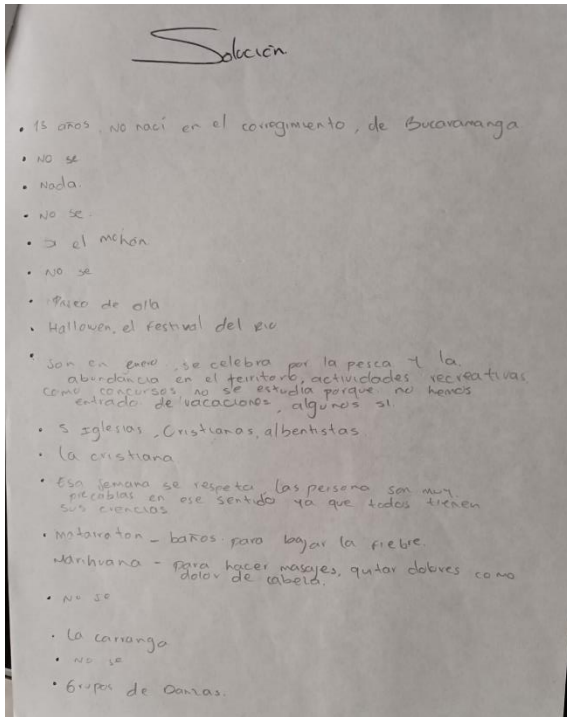 Solución
• 15 años, No naci en el corregimiento, de Bucaramanga
• NO se
• Nada.
• No se.
• el mohán
• NO se
• de olla
• Hallowen, el festival del rio
• Son en enero, se celebra por la pesca y la
abundancia en el territorio, actividades recreativas
como concursos, no se estudia porque no hemos
entrado de vacaciones, algunos si.
• 5 Iglesias, Cristianas, albentistas
• la cristiana
• Esa semana se respeta las persona son muy
en ese sentido ya que todos tienen
sus creencias
• Matarraton - baños para bajar la fiebre.
Marihuana - para hacer masajes, quitar dolores como
dolor de cabeza.
• No se
• La carranga
• No se
• Grupos de Danzas.